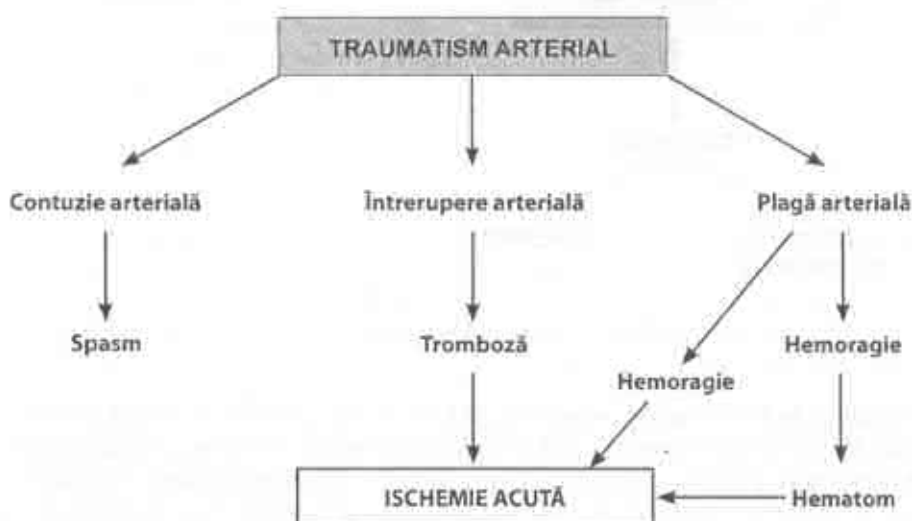 TRAUMATISM ARTERIAL
Contuzie arterială
Întrerupere arterială
Plagă arterială
Spasm
Tromboză
Hemoragie
Hemoragie
ISCHEMIE ACUTĂ
Hematom